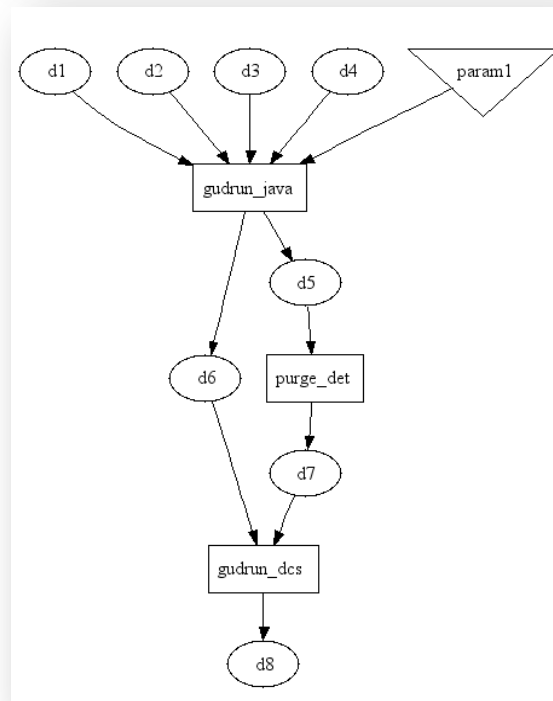 d1
d2
d3
d4
param1
gudrun_java
d5
d6
purge_det
d7
gudrun_dcs
d8